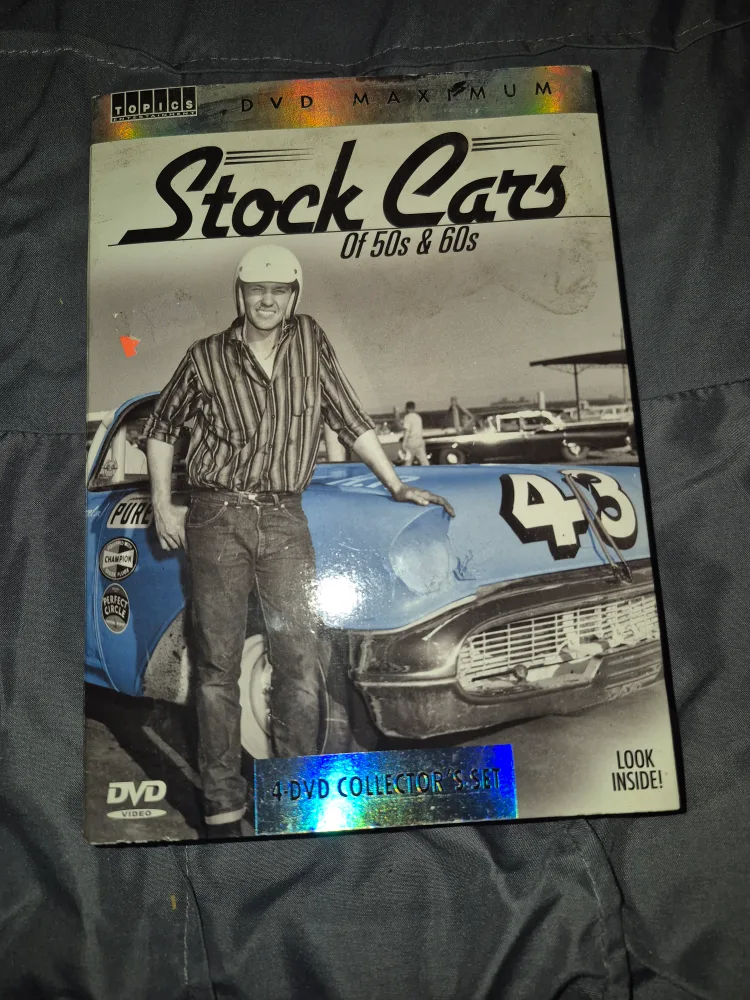 TOPICS
ENTERTAINMENT
DVD MAXIMUM
Stock Cars
Of 50s & 60s
43
PURE
CHAMPION
PERFECT
CIRCLE
4-DVD COLLECTOR'S SET
DVD
VIDEO
LOOK
INSIDE!